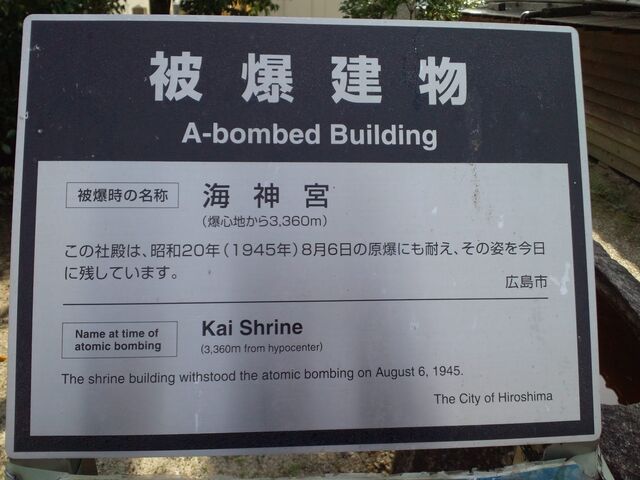 被爆建物
A-bombed Building
被爆時の名称 海神宮
(爆心地から3,360m)
この社殿は、昭和20年(1945年)8月6日の原爆にも耐え、その姿を今日
に残しています。
広島市
Name at time of
atomic bombing
Kai Shrine
(3,360m from hypocenter)
The shrine building withstood the atomic bombing on August 6, 1945.
The City of Hiroshima